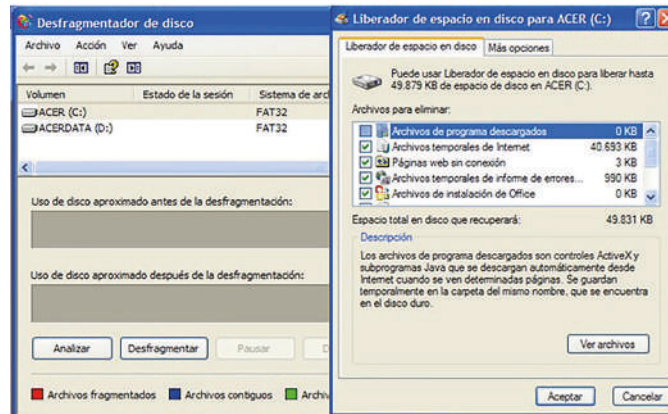 Desfragmentador de disco
Archivo Acción Ver Ayuda
Volumen Estado de la sesión Sistema de arc
ACER (C:) FAT32
ACERDATA (D:) FAT32
Uso de disco aproximado antes de la desfragmentación:
Uso de disco aproximado después de la desfragmentación:
Analizar Desfragmentar Pausar D
Archivos fragmentados Archivos contiguos Archiv
Liberador de espacio en disco para ACER (C:)
Liberador de espacio en disco Más opciones
Puede usar Liberador de espacio en disco para liberar hasta
49.879 KB de espacio de disco en ACER (C:).
Archivos para eliminar:
Archivos de programa descargados 0 KB
Archivos temporales de Internet 40.693 KB
Páginas web sin conexión 3 KB
Archivos temporales de informe de errores... 990 KB
Archivos de instalación de Office 0 KB
Espacio total en disco que recuperará: 49.831 KB
Descripción
Los archivos de programa descargados son controles ActiveX y
subprogramas Java que se descargan automáticamente desde
Internet cuando se ven determinadas páginas. Se guardan
temporalmente en la carpeta del mismo nombre, que se encuentra
en el disco duro.
Ver archivos
Aceptar Cancelar